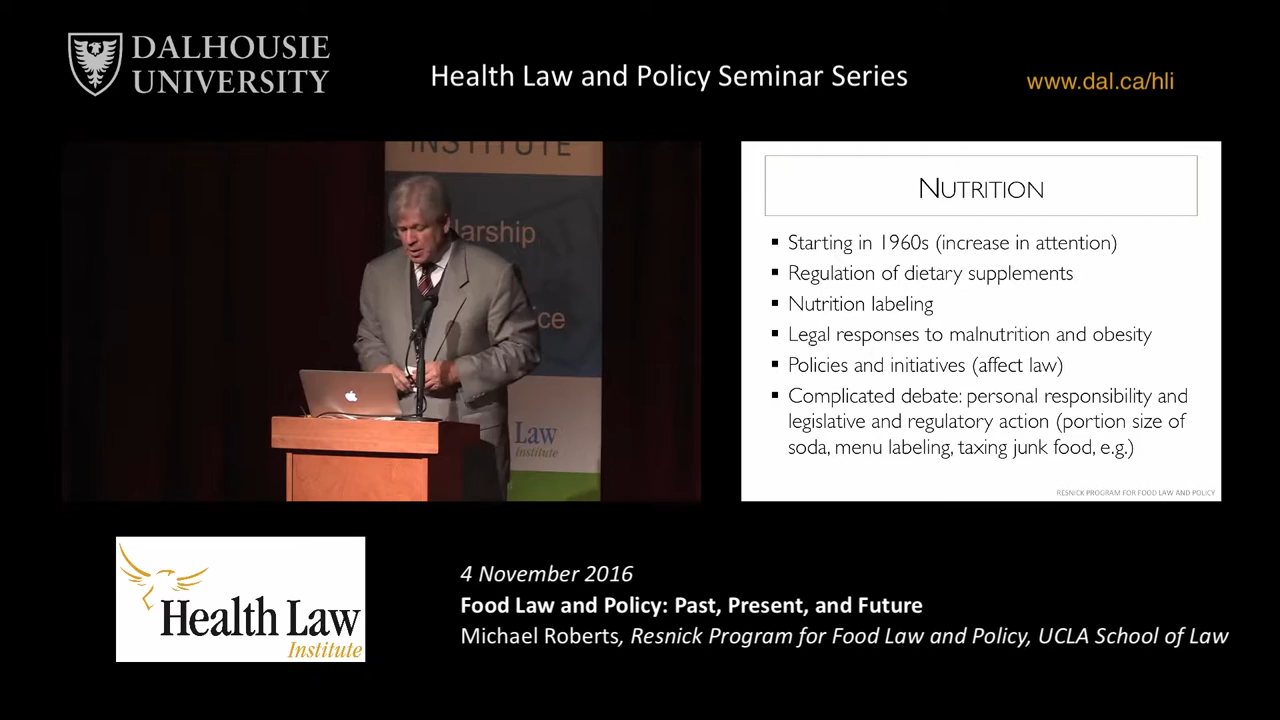 DALHOUSIE
UNIVERSITY
Health Law and Policy Seminar Series
www.dal.ca/hli
INSTITUTE
Law
Institute
NUTRITION
▪ Starting in 1960s (increase in attention)
▪ Regulation of dietary supplements
▪ Nutrition labeling
▪ Legal responses to malnutrition and obesity
▪ Policies and initiatives (affect law)
▪ Complicated debate: personal responsibility and
legislative and regulatory action (portion size of
soda, menu labeling, taxing junk food, e.g.)
RESNICK PROGRAM FOR FOOD LAW AND POLICY
Health Law
Institute
4 November 2016
Food Law and Policy: Past, Present, and Future
Michael Roberts, Resnick Program for Food Law and Policy, UCLA School of Law